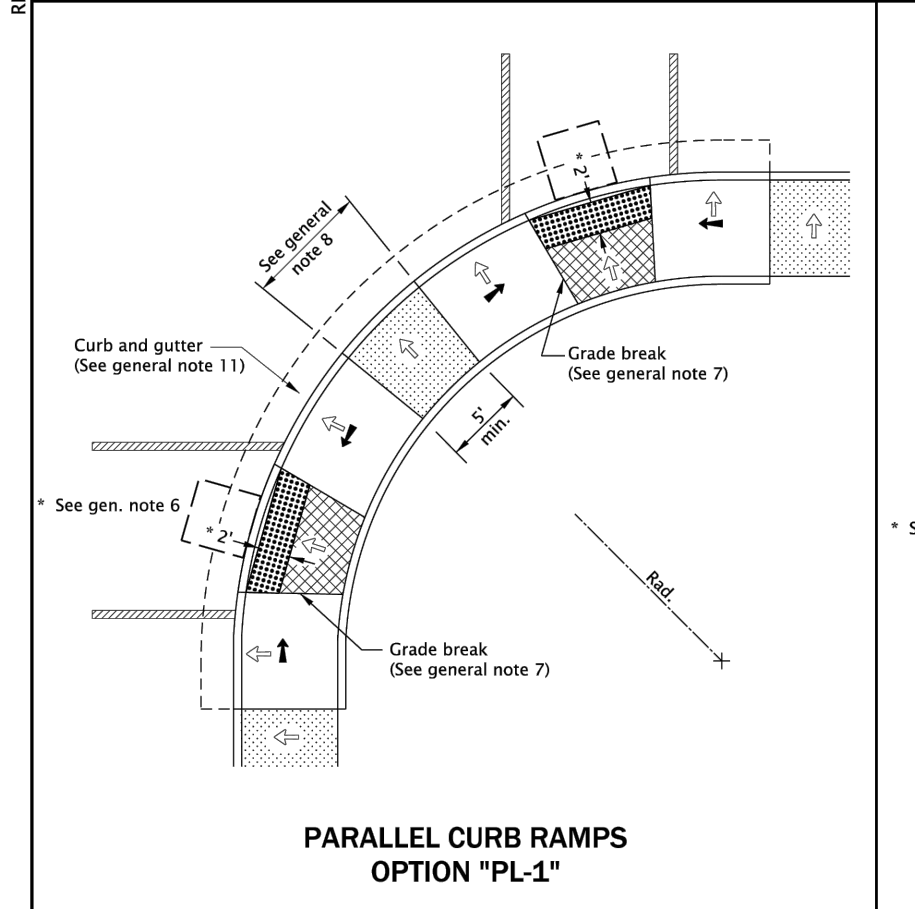 * 2'
See general
note 8
Curb and gutter
(See general note 11)
Grade break
(See general note 7)
5'
min.
* See gen. note 6
* 2'
Rad.
Grade break
(See general note 7)
PARALLEL CURB RAMPS
OPTION "PL-1"